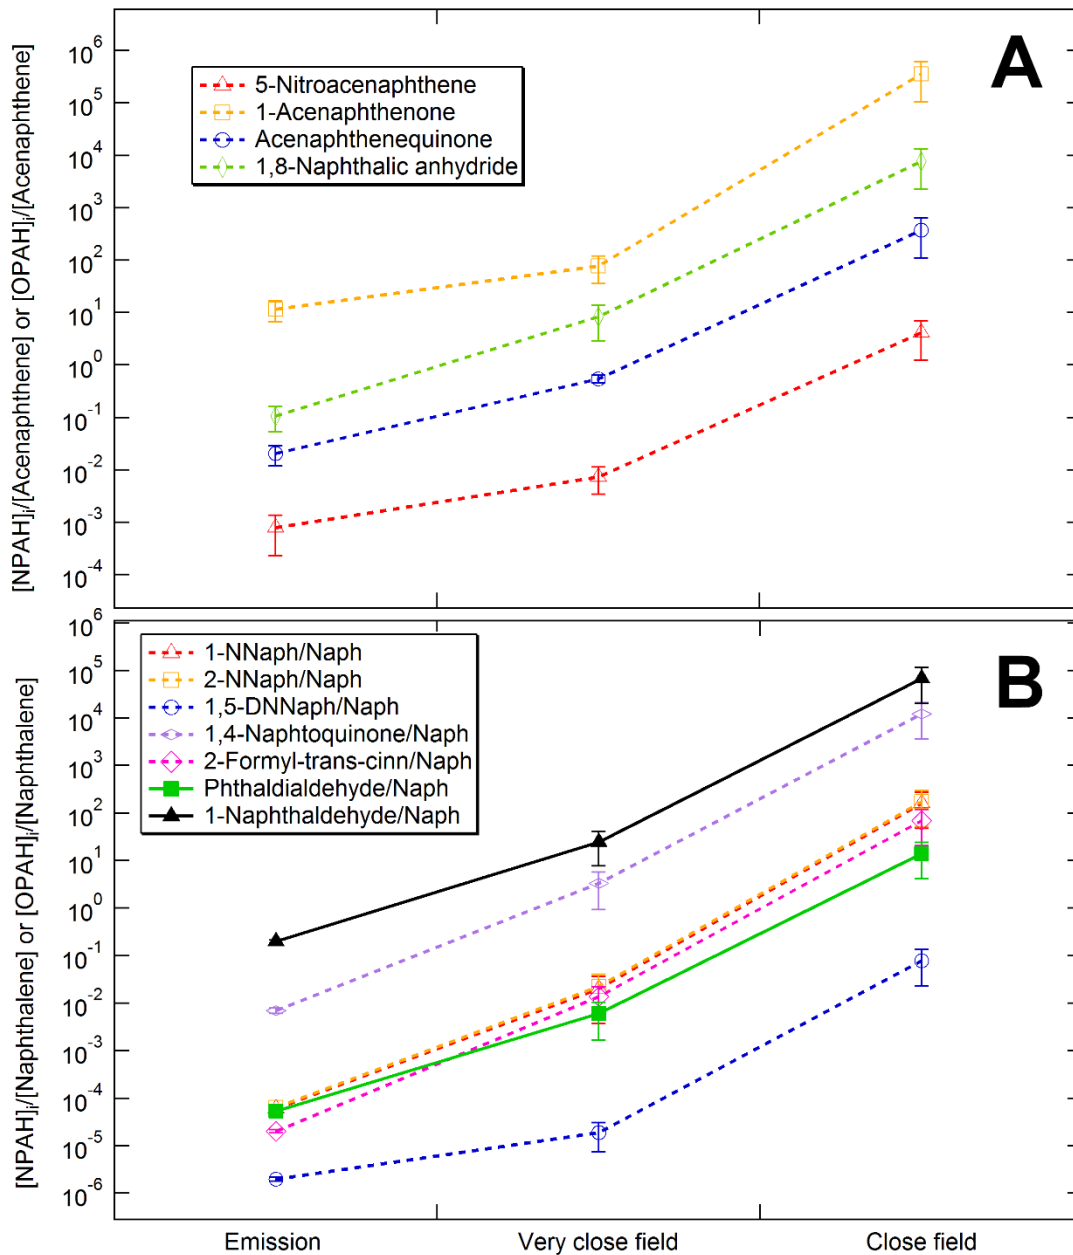 A
[NPAH]i/[Acenaphthene] or [OPAH]i/[Acenaphthene]
10^6
10^5
10^4
10^3
10^2
10^1
10^0
10^-1
10^-2
10^-3
10^-4
5-Nitroacenaphthene
1-Acenaphthenone
Acenaphthenequinone
1,8-Naphthalic anhydride
B
[NPAH]i/[Naphthalene] or [OPAH]i/[Naphthalene]
10^6
10^5
10^4
10^3
10^2
10^1
10^0
10^-1
10^-2
10^-3
10^-4
10^-5
10^-6
1-NNaph/Naph
2-NNaph/Naph
1,5-DNNaph/Naph
1,4-Naphtoquinone/Naph
2-Formyl-trans-cinn/Naph
Phthaldialdehyde/Naph
1-Naphthaldehyde/Naph
Emission Very close field Close field